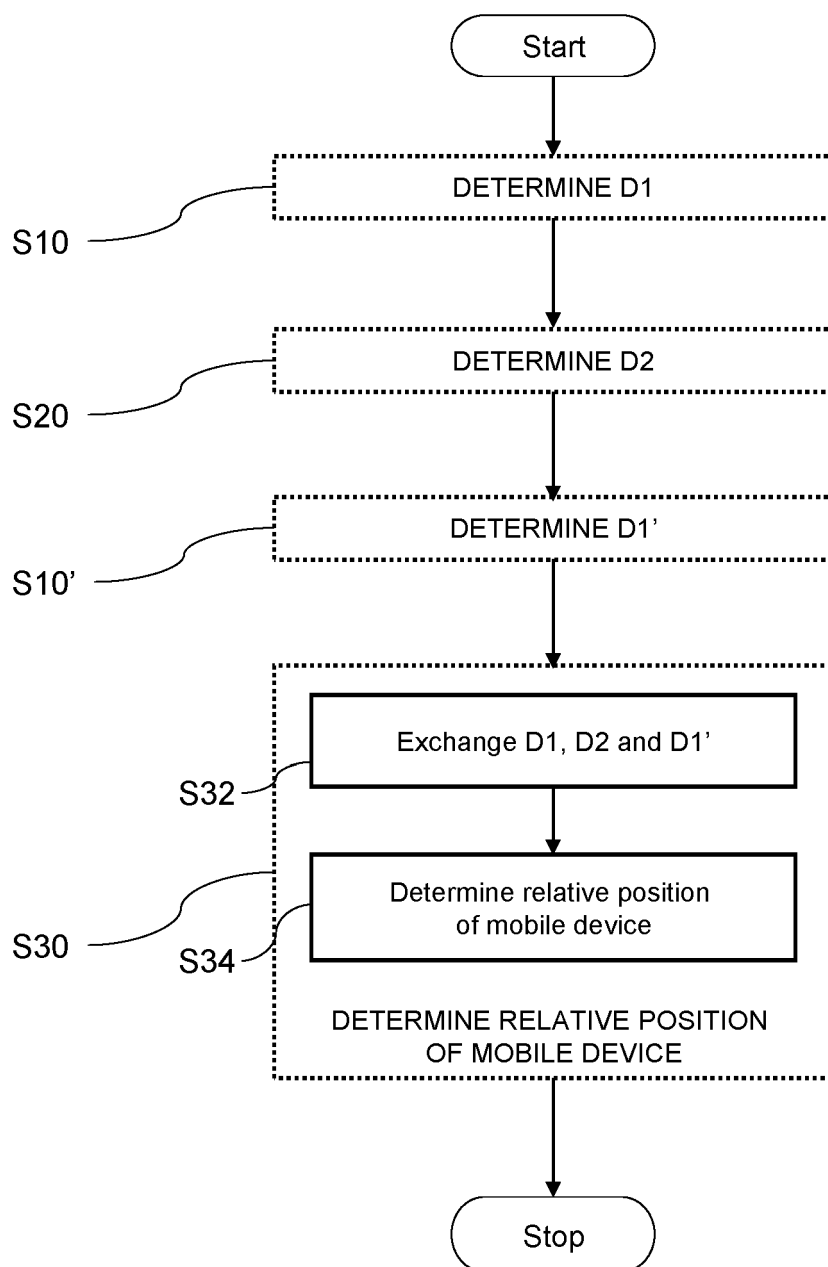 Start
DETERMINE D1
S10
DETERMINE D2
S20
DETERMINE D1’
S10’
Exchange D1, D2 and D1’
S32
Determine relative position
of mobile device
S30
S34
DETERMINE RELATIVE POSITION
OF MOBILE DEVICE
Stop